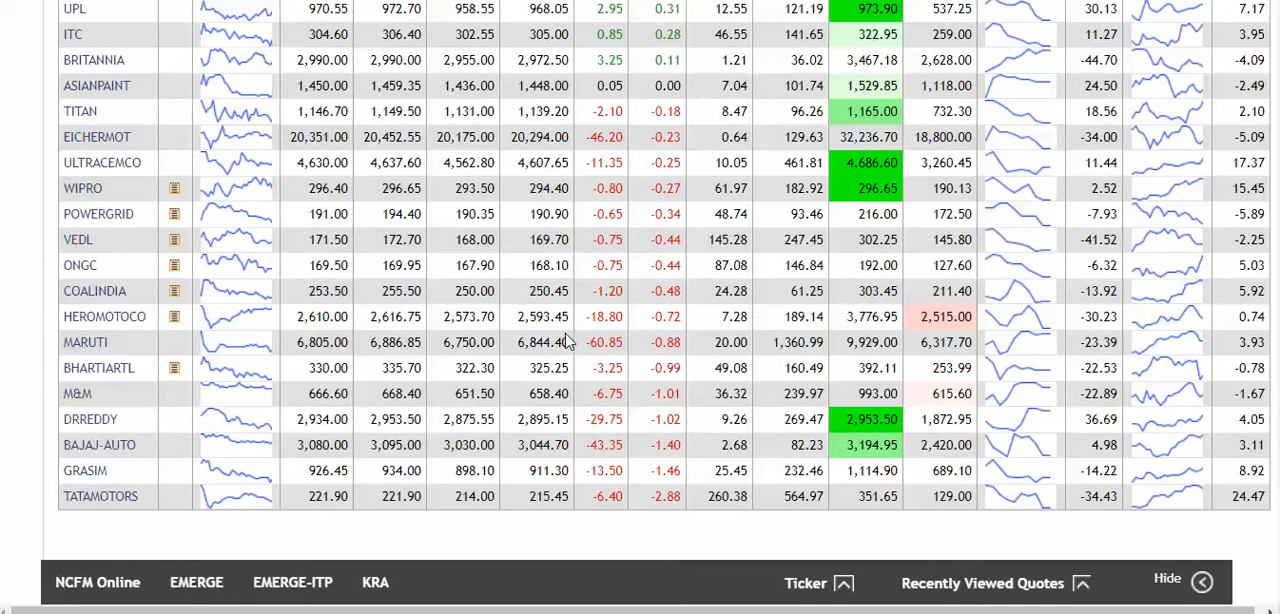 UPL 970.55 972.70 958.55 968.05 2.95 0.31 12.55 121.19 973.90 537.25 30.13 7.17
ITC 304.60 306.40 302.55 305.00 0.85 0.28 46.55 141.65 322.95 259.00 11.27 3.95
BRITANNIA 2,990.00 2,990.00 2,955.00 2,972.50 3.25 0.11 1.21 36.02 3,467.18 2,628.00 -44.70 -4.09
ASIANPAINT 1,450.00 1,459.35 1,436.10 1,448.00 0.05 0.00 7.04 101.74 1,529.85 1,118.00 24.50 -2.49
TITAN 1,146.70 1,149.50 1,131.00 1,139.20 -2.10 -0.18 8.47 96.26 1,165.00 732.30 18.56 2.10
EICHERMOT 20,351.00 20,452.55 20,175.00 20,294.00 -46.20 -0.23 0.64 129.63 32,236.70 18,800.00 -34.00 -5.09
ULTRACEMCO 4,630.00 4,637.60 4,562.80 4,607.65 -11.35 -0.25 10.05 461.81 4,686.60 3,260.45 11.44 17.37
WIPRO 296.40 296.65 293.50 294.40 -0.80 -0.27 61.97 182.92 296.65 190.13 2.52 15.45
POWERGRID 191.00 194.40 190.35 190.90 -0.65 -0.34 48.74 93.46 216.00 172.50 -7.93 -5.89
VEDL 171.50 172.70 168.00 169.70 -0.75 -0.44 145.28 247.45 302.25 145.80 -41.52 -2.25
ONGC 169.50 169.95 167.90 168.10 -0.75 -0.44 87.08 146.84 192.00 127.60 -6.32 5.03
COALINDIA 253.50 255.50 250.00 250.45 -1.20 -0.48 24.28 61.25 303.45 211.40 -13.92 5.92
HEROMOTOCO 2,610.00 2,616.75 2,573.70 2,593.45 -18.80 -0.72 7.28 189.14 3,776.95 2,515.00 -30.23 0.74
MARUTI 6,805.00 6,886.85 6,750.00 6,844.40 -60.85 -0.88 20.00 1,360.99 9,929.00 6,317.70 -23.39 3.93
BHARTIARTL 330.00 335.70 322.30 325.25 -3.25 -0.99 49.08 160.49 392.11 253.99 -22.53 -0.78
M&M 666.60 668.40 651.50 658.40 -6.75 -1.01 36.32 239.97 993.00 615.60 -22.89 -1.67
DRREDDY 2,934.00 2,953.50 2,875.55 2,895.15 -29.75 -1.02 9.26 269.47 2,953.50 1,872.95 36.69 4.05
BAJAJ-AUTO 3,080.00 3,095.00 3,030.00 3,044.70 -43.35 -1.40 2.68 82.23 3,194.95 2,420.00 4.98 3.11
GRASIM 926.45 934.00 898.10 911.30 -13.50 -1.46 25.45 232.46 1,114.90 689.10 -14.22 8.92
TATAMOTORS 221.90 221.90 214.00 215.45 -6.40 -2.88 260.38 564.97 351.65 129.00 -34.43 24.47
NCFM Online EMERGE EMERGE-ITP KRA Ticker Recently Viewed Quotes Hide